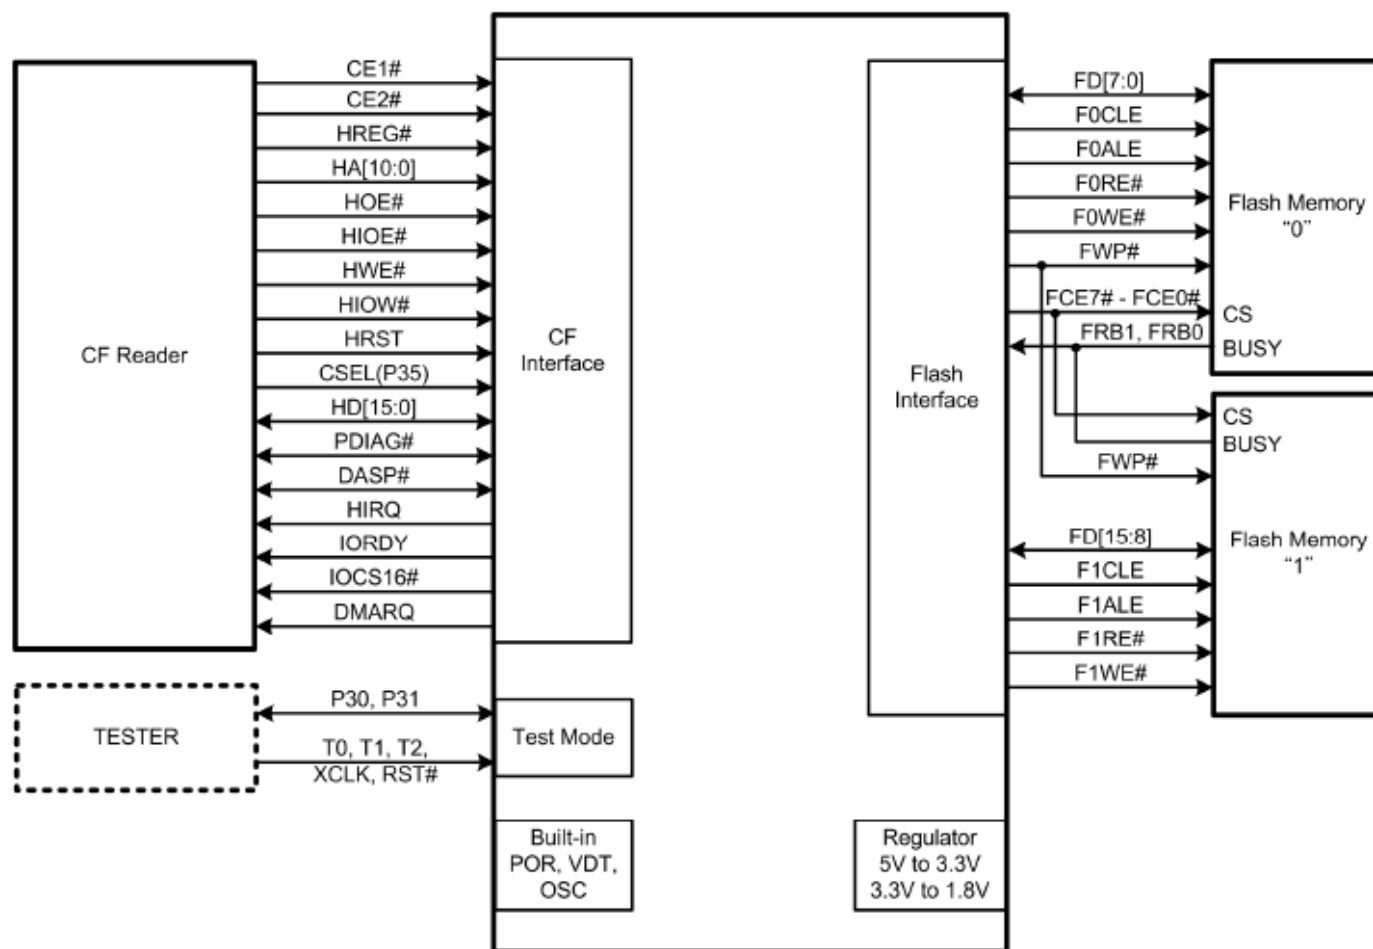 CE1#
CE2#
HREG#
HA[10:0]
HOE#
HIOE#
HWE#
HIOW#
HRST
CSEL(P35)
HD[15:0]
PDIAG#
DASP#
HIRQ
IORDY
IOCS16#
DMARQ
CF Reader
CF
Interface
TESTER
P30, P31
T0, T1, T2,
XCLK, RST#
Test Mode
Built-in
POR, VDT,
OSC
Flash
Interface
Regulator
5V to 3.3V
3.3V to 1.8V
FD[7:0]
F0CLE
F0ALE
F0RE#
F0WE#
FWP#
FCE7# - FCE0#
FRB1, FRB0
Flash Memory
“0”
CS
BUSY
CS
BUSY
FWP#
FD[15:8]
F1CLE
F1ALE
F1RE#
F1WE#
Flash Memory
“1”